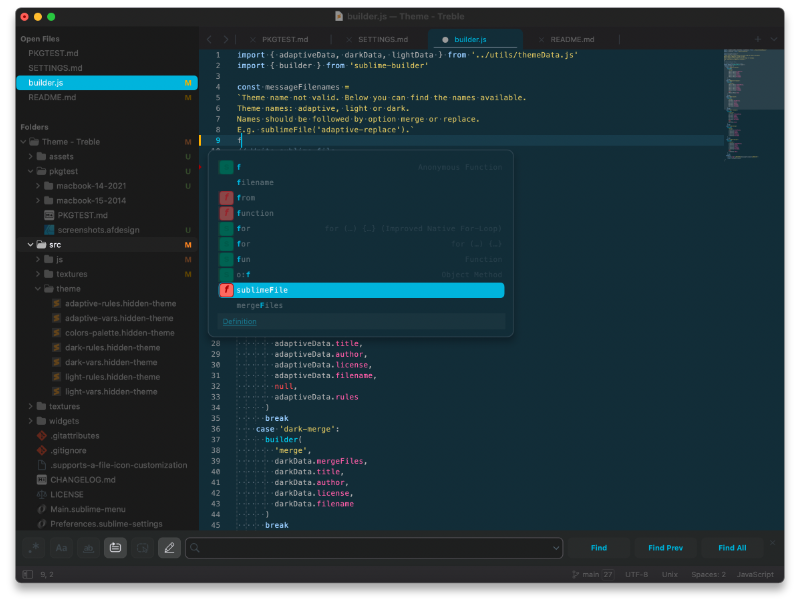 builder.js — Theme - Treble
Open Files
PKGTEST.md
SETTINGS.md
builder.js M
README.md M
Folders
Theme - Treble M
assets U
pkgtest U
macbook-14-2021
macbook-15-2014
PKGTEST.md
screenshots.afdesign U
src M
js M
textures M
theme
adaptive-rules.hidden-theme
adaptive-vars.hidden-theme
colors-palette.hidden-theme
dark-rules.hidden-theme
dark-vars.hidden-theme
light-rules.hidden-theme
light-vars.hidden-theme
textures
widgets
.gitattributes
.gitignore
.supports-a-file-icon-customization
CHANGELOG.md
LICENSE
Main.sublime-menu
Preferences.sublime-settings
PKGTEST.md SETTINGS.md builder.js README.md
1 import { adaptiveData, darkData, lightData } from '../utils/themeData.js'
2 import { builder } from 'sublime-builder'
3
4 const messageFilenames =
5 `Theme name not valid. Below you can find the names available.
6 Theme names: adaptive, light or dark.
7 Names should be followed by option merge or replace.
8 E.g. sublimeFile('adaptive-replace').`
9 f
f Anonymous Function
filename
f from
f function
for for (…) {…} (Improved Native For-Loop)
for for (…) {…}
fun Function
o:f Object Method
f sublimeFile
mergeFiles
Definition
28 adaptiveData.title,
29 adaptiveData.author,
30 adaptiveData.license,
31 adaptiveData.filename,
32 null,
33 adaptiveData.rules
34 )
35 break
36 case 'dark-merge':
37 builder(
38 'merge',
39 darkData.mergeFiles,
40 darkData.title,
41 darkData.author,
42 darkData.license,
43 darkData.filename
44 )
45 break
.* Aa Find Find Prev Find All
9, 2 main 27 UTF-8 Unix Spaces: 2 JavaScript